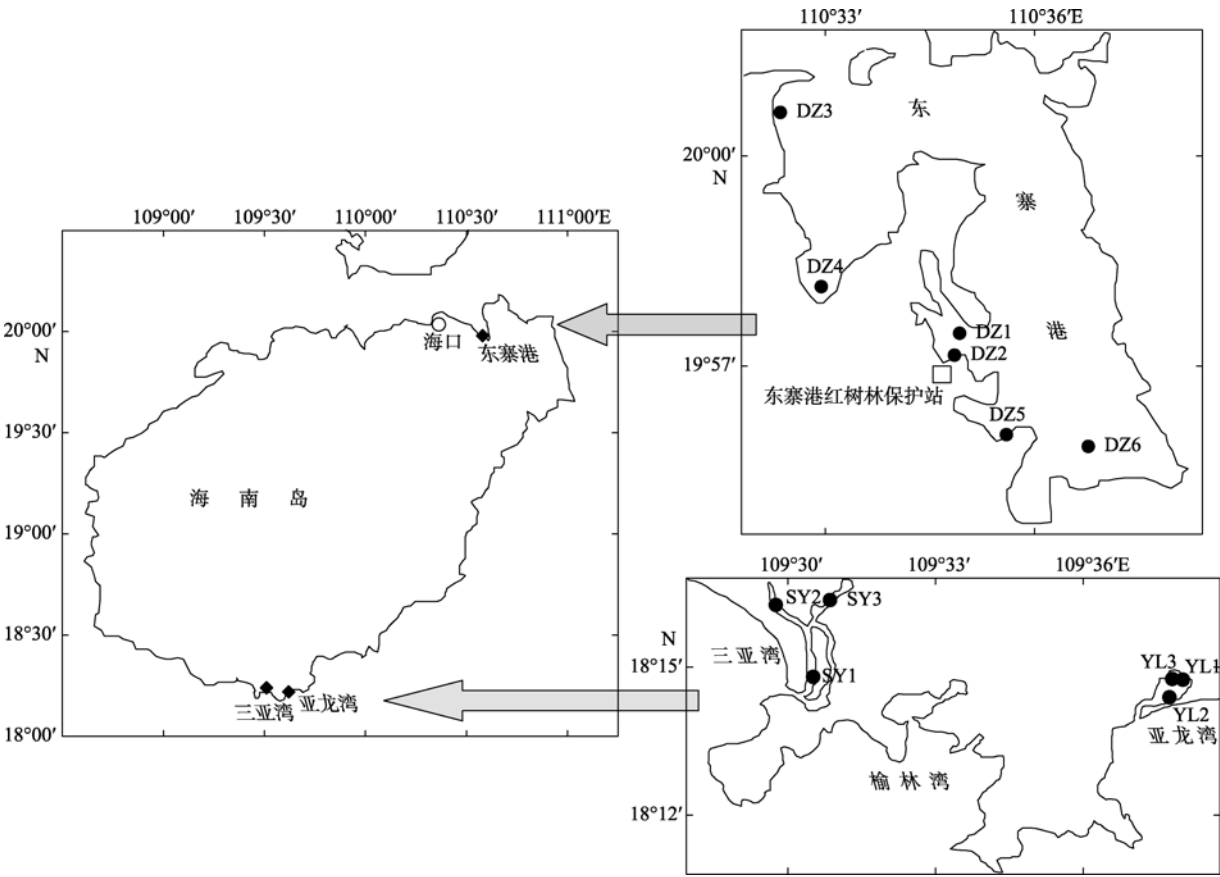 109°00′ 109°30′ 110°00′ 110°30′ 111°00′E
20°00′
N
19°30′
19°00′
18°30′
18°00′
海口
东寨港
海 南 岛
三亚湾
亚龙湾
110°33′ 110°36′E
20°00′
N
19°57′
DZ3
东
寨
港
DZ4
DZ1
DZ2
东寨港红树林保护站
DZ5
DZ6
109°30′ 109°33′ 109°36′E
N
18°15′
18°12′
SY2
SY3
三亚湾
SY1
YL3
YL1
YL2
亚龙湾
榆林湾